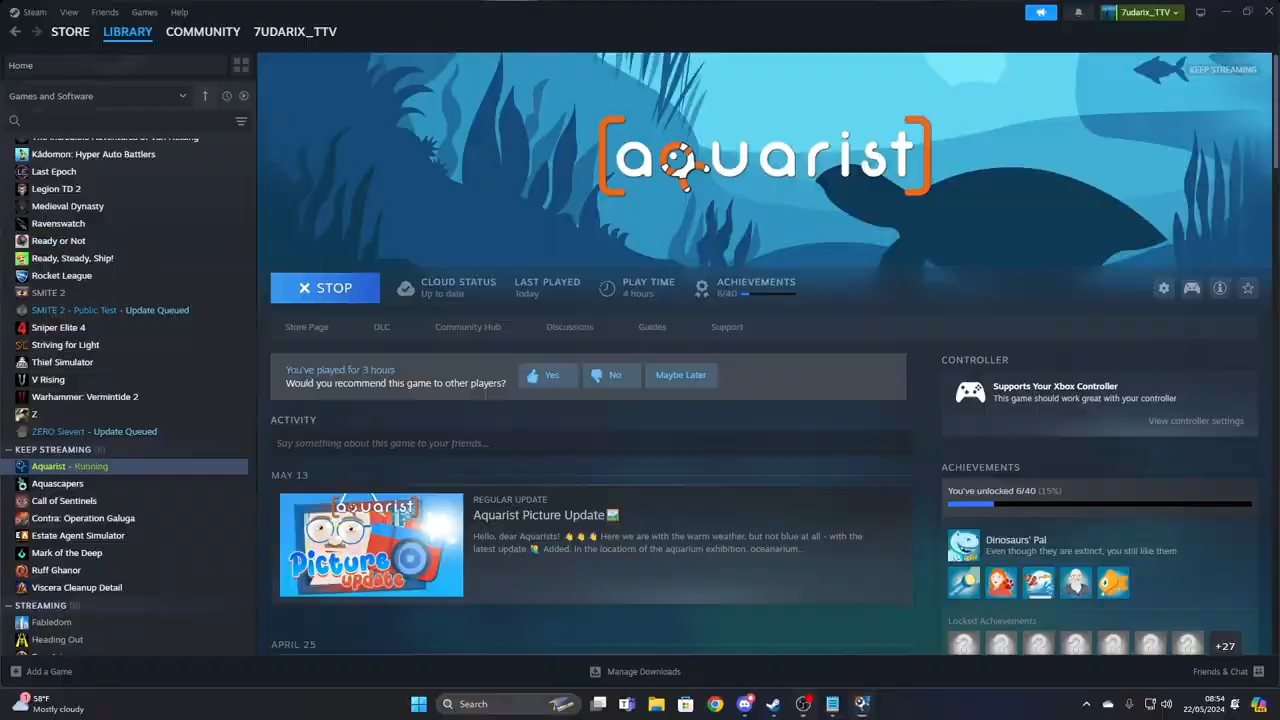 Steam View Friends Games Help
7udarix_TTV
STORE LIBRARY COMMUNITY 7UDARIX_TTV
Home
Games and Software
Kådomon: Hyper Auto Battlers
Last Epoch
Legion TD 2
Medieval Dynasty
Ravenswatch
Ready or Not
Ready, Steady, Ship!
Rocket League
SMITE 2
SMITE 2 - Public Test - Update Queued
Sniper Elite 4
Striving for Light
Thief Simulator
V Rising
Warhammer: Vermintide 2
Z
ZERO Sievert - Update Queued
KEEP STREAMING (8)
Aquarist - Running
Aquascapers
Call of Sentinels
Contra: Operation Galuga
Estate Agent Simulator
Mark of the Deep
Ruff Ghanor
Viscera Cleanup Detail
STREAMING
Fabledom
Heading Out
Add a Game
KEEP STREAMING
[aquarist]
STOP
CLOUD STATUS
Up to date
LAST PLAYED
Today
PLAY TIME
4 hours
ACHIEVEMENTS
6/40
Store Page DLC Community Hub Discussions Guides Support
You've played for 3 hours
Would you recommend this game to other players?
Yes No Maybe Later
ACTIVITY
Say something about this game to your friends...
MAY 13
aquarist
Picture
update
REGULAR UPDATE
Aquarist Picture Update
Hello, dear Aquarists! Here we are with the warm weather, but not blue at all - with the
latest update Added. In the locations of the aquarium exhibition. oceanarium...
APRIL 25
CONTROLLER
Supports Your Xbox Controller
This game should work great with your controller
View controller settings
ACHIEVEMENTS
You've unlocked 6/40 (15%)
Dinosaurs' Pal
Even though they are extinct, you still like them
Locked Achievements
+27
Manage Downloads
Friends & Chat
58°F
Mostly cloudy
Search
08:54
22/05/2024